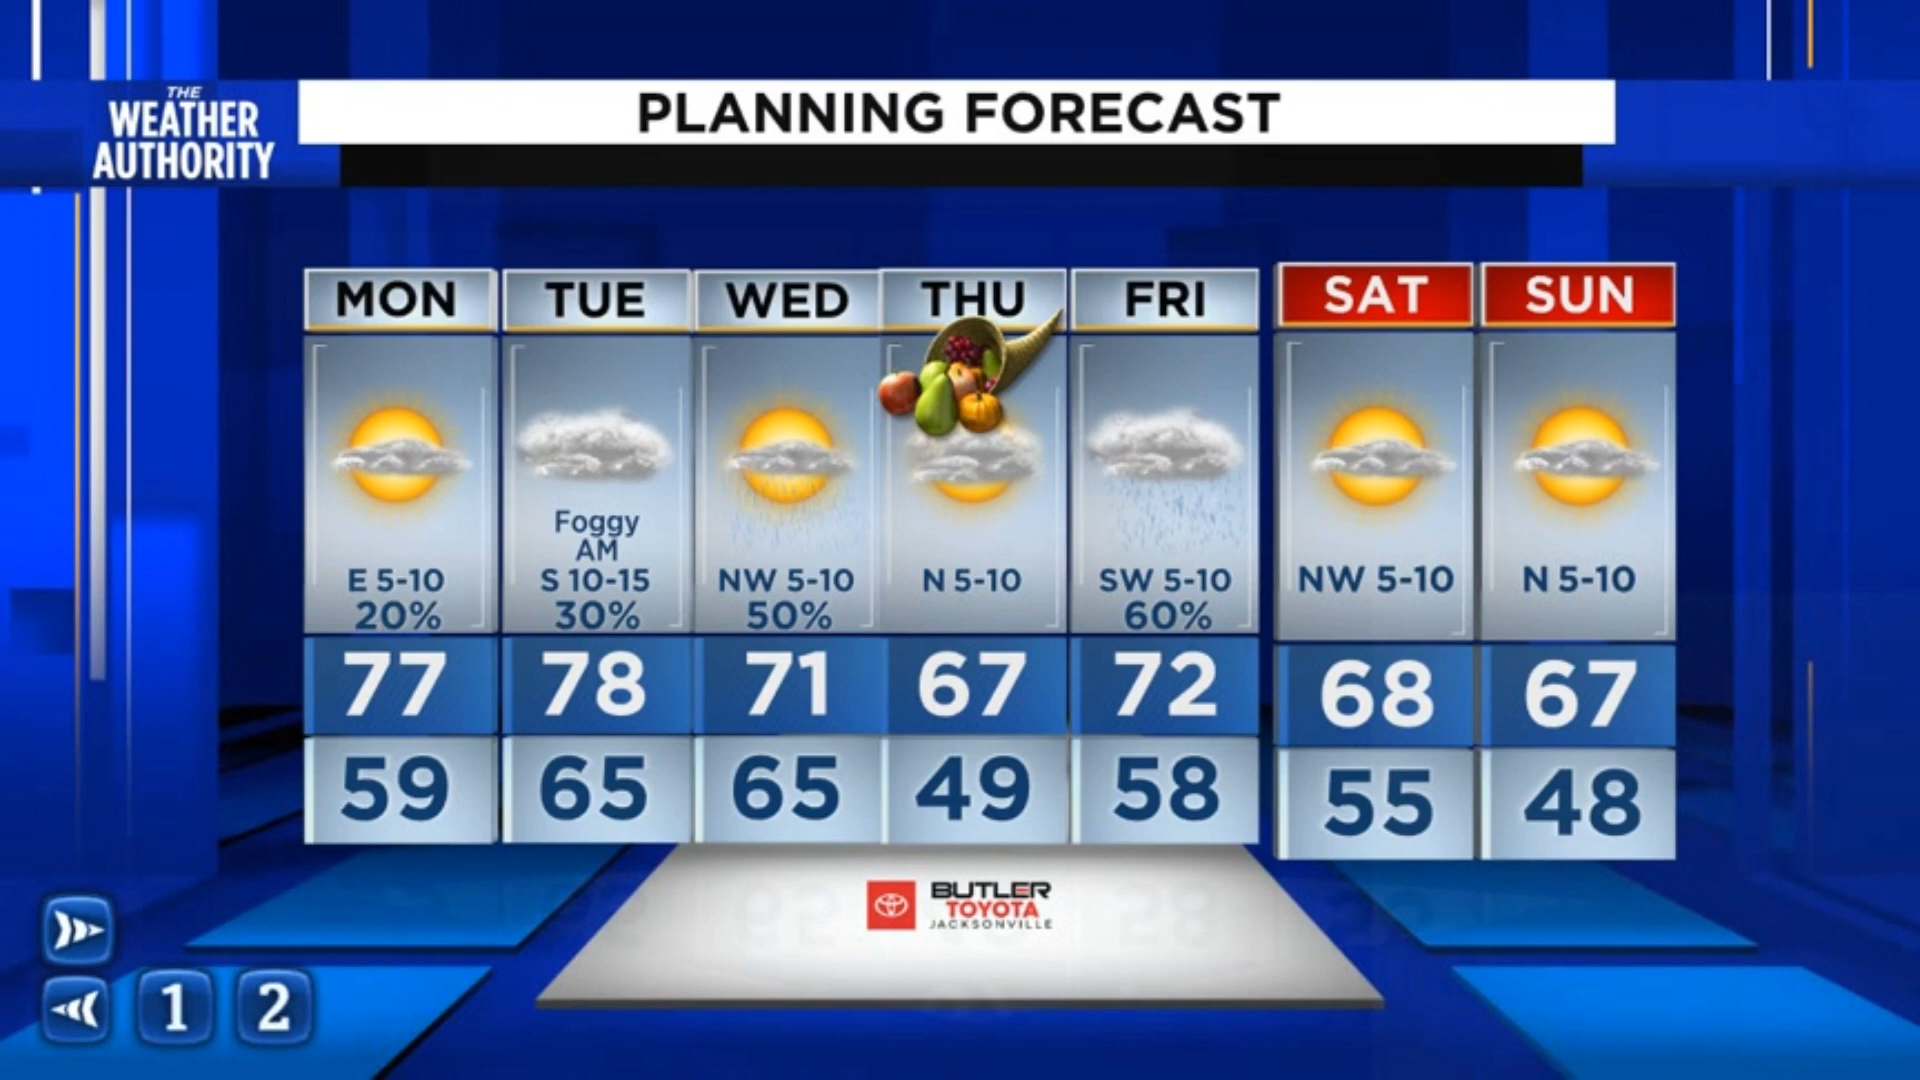 THE
WEATHER
AUTHORITY
PLANNING FORECAST
MON TUE WED THU FRI SAT SUN
Foggy
AM
E 5-10 S 10-15 NW 5-10 N 5-10 SW 5-10 NW 5-10 N 5-10
20% 30% 50% 60%
77 78 71 67 72 68 67
59 65 65 49 58 55 48
BUTLER
TOYOTA
JACKSONVILLE
1 2